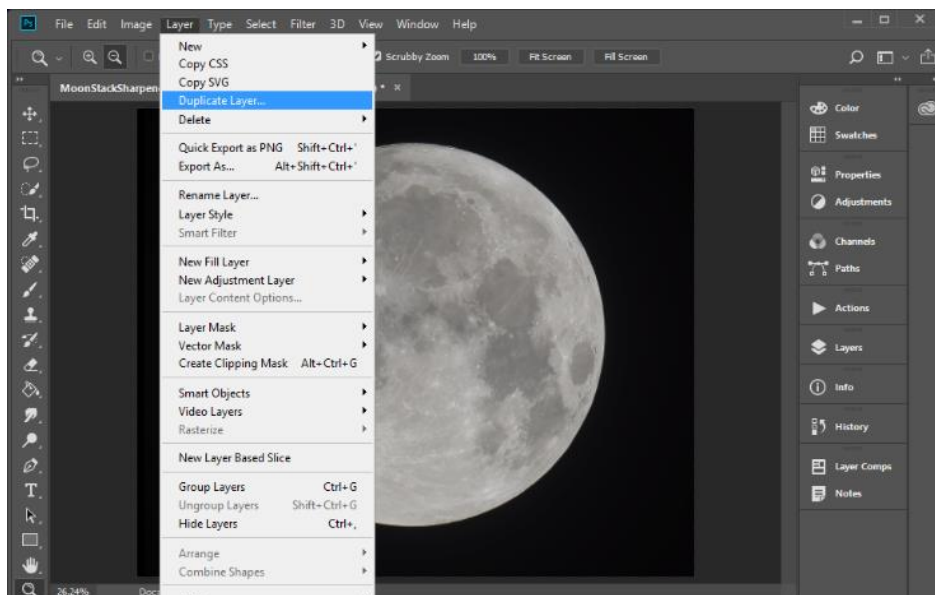 Ps File Edit Image Layer Type Select Filter 3D View Window Help
Scrubby Zoom 100% Fit Screen Fill Screen
MoonStackSharpen
New
Copy CSS
Copy SVG
Duplicate Layer...
Delete
Quick Export as PNG Shift+Ctrl+'
Export As... Alt+Shift+Ctrl+'
Rename Layer...
Layer Style
Smart Filter
New Fill Layer
New Adjustment Layer
Layer Content Options...
Layer Mask
Vector Mask
Create Clipping Mask Alt+Ctrl+G
Smart Objects
Video Layers
Rasterize
New Layer Based Slice
Group Layers Ctrl+G
Ungroup Layers Shift+Ctrl+G
Hide Layers Ctrl+,
Arrange
Combine Shapes
Color
Swatches
Properties
Adjustments
Channels
Paths
Actions
Layers
Info
History
Layer Comps
Notes
26.24% Doc